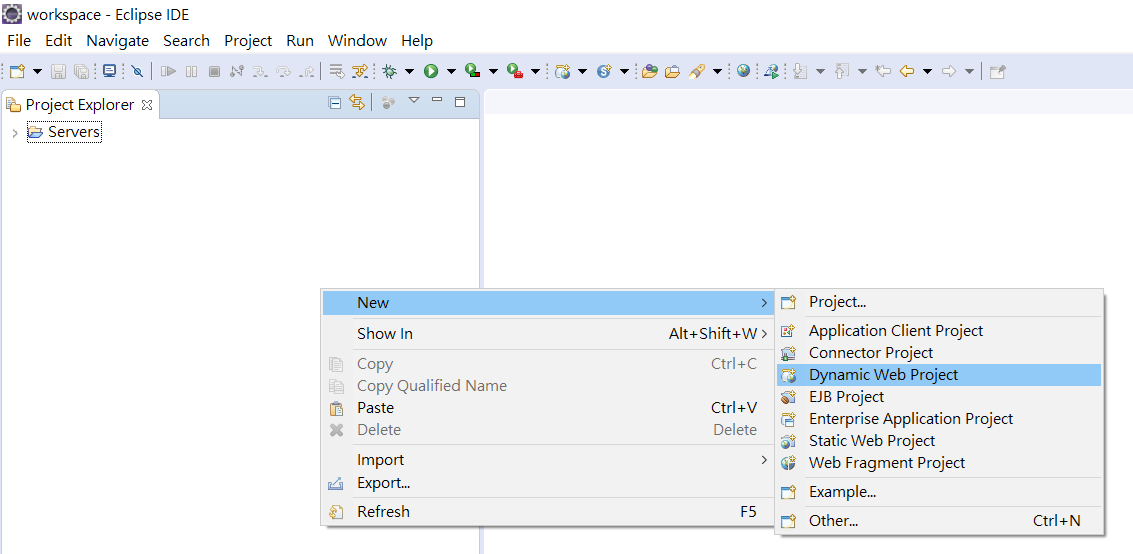 workspace - Eclipse IDE
File Edit Navigate Search Project Run Window Help
Project Explorer
Servers
New
Show In Alt+Shift+W
Copy Ctrl+C
Copy Qualified Name
Paste Ctrl+V
Delete Delete
Import
Export...
Refresh F5
Project...
Application Client Project
Connector Project
Dynamic Web Project
EJB Project
Enterprise Application Project
Static Web Project
Web Fragment Project
Example...
Other... Ctrl+N